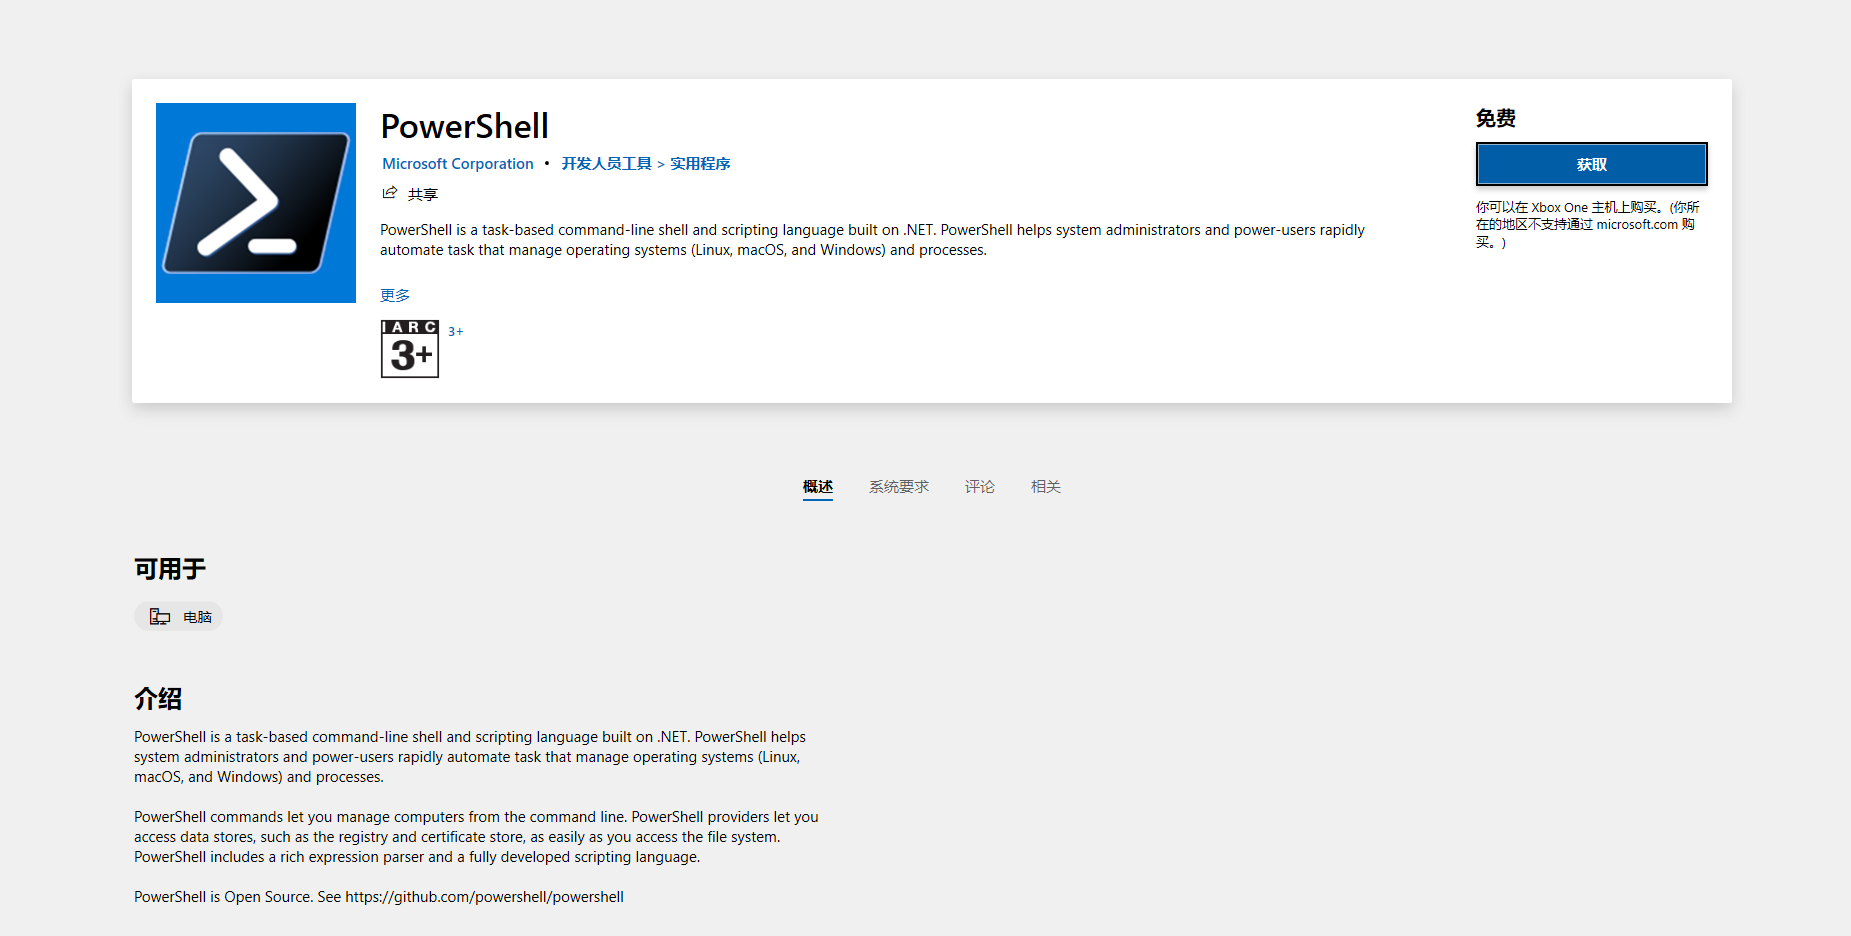 PowerShell
Microsoft Corporation • 开发人员工具 > 实用程序
共享
PowerShell is a task-based command-line shell and scripting language built on .NET. PowerShell helps system administrators and power-users rapidly
automate task that manage operating systems (Linux, macOS, and Windows) and processes.
更多
IARC
3+
3+
免费
获取
你可以在 Xbox One 主机上购买。(你所
在的地区不支持通过 microsoft.com 购
买。)
概述 系统要求 评论 相关
可用于
电脑
介绍
PowerShell is a task-based command-line shell and scripting language built on .NET. PowerShell helps
system administrators and power-users rapidly automate task that manage operating systems (Linux,
macOS, and Windows) and processes.
PowerShell commands let you manage computers from the command line. PowerShell providers let you
access data stores, such as the registry and certificate store, as easily as you access the file system.
PowerShell includes a rich expression parser and a fully developed scripting language.
PowerShell is Open Source. See https://github.com/powershell/powershell